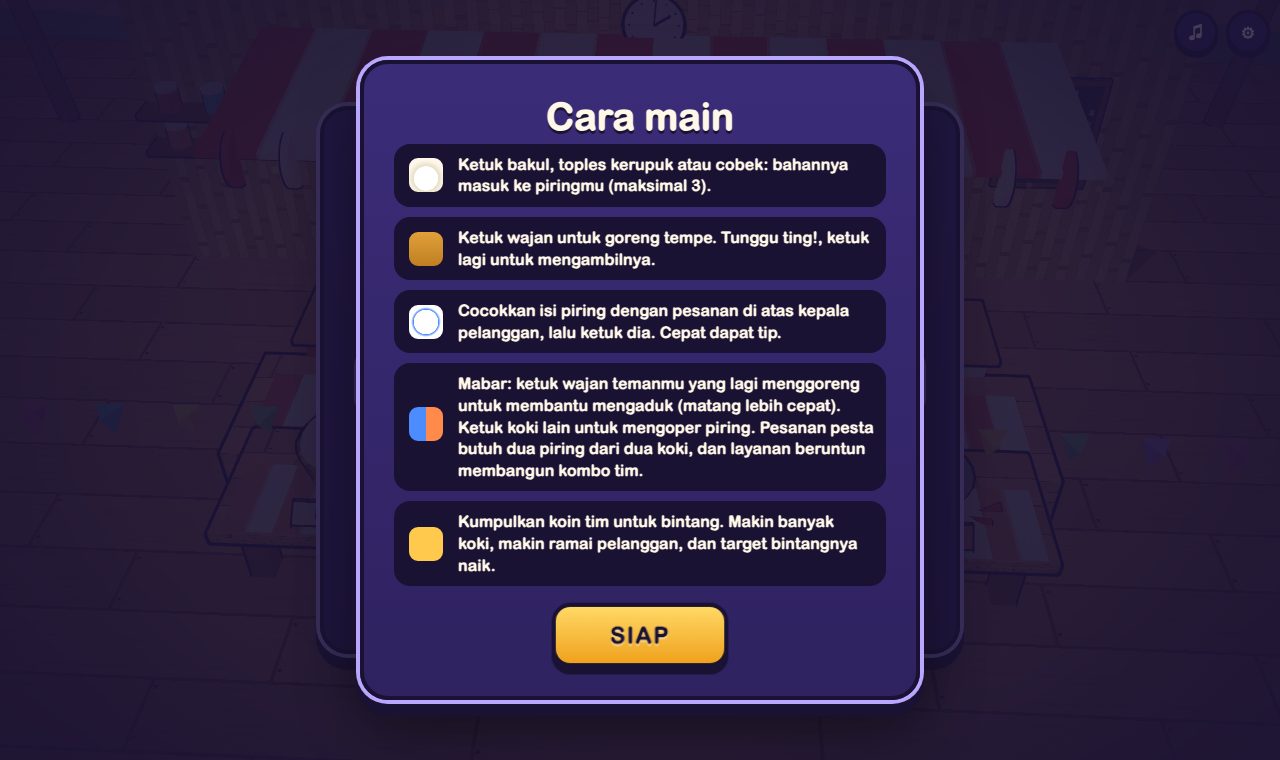 Cara main
Ketuk bakul, toples kerupuk atau cobek: bahannya
masuk ke piringmu (maksimal 3).
Ketuk wajan untuk goreng tempe. Tunggu ting!, ketuk
lagi untuk mengambilnya.
Cocokkan isi piring dengan pesanan di atas kepala
pelanggan, lalu ketuk dia. Cepat dapat tip.
Mabar: ketuk wajan temanmu yang lagi menggoreng
untuk membantu mengaduk (matang lebih cepat).
Ketuk koki lain untuk mengoper piring. Pesanan pesta
butuh dua piring dari dua koki, dan layanan beruntun
membangun kombo tim.
Kumpulkan koin tim untuk bintang. Makin banyak
koki, makin ramai pelanggan, dan target bintangnya
naik.
SIAP